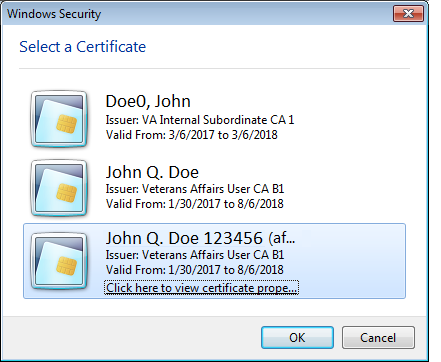 Windows Security
Select a Certificate
Doe0, John
Issuer: VA Internal Subordinate CA 1
Valid From: 3/6/2017 to 3/6/2018
John Q. Doe
Issuer: Veterans Affairs User CA B1
Valid From: 1/30/2017 to 8/6/2018
John Q. Doe 123456 (af...
Issuer: Veterans Affairs User CA B1
Valid From: 1/30/2017 to 8/6/2018
Click here to view certificate prope...
OK
Cancel